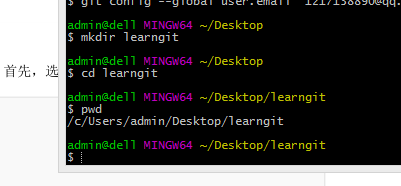 $ git config --global user.email "1217138890@qq.
admin@dell MINGW64 ~/Desktop
$ mkdir learngit
首先，选
admin@dell MINGW64 ~/Desktop
$ cd learngit
admin@dell MINGW64 ~/Desktop/learngit
$ pwd
/c/Users/admin/Desktop/learngit
admin@dell MINGW64 ~/Desktop/learngit
$